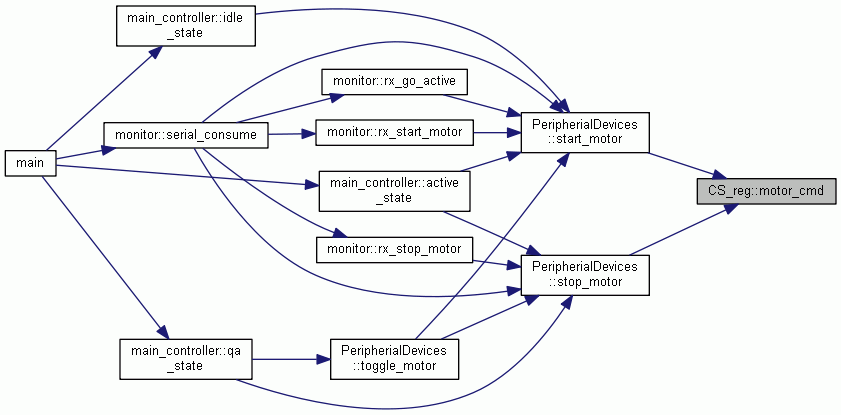 main_controller::idle
_state
monitor::rx_go_active
monitor::serial_consume
monitor::rx_start_motor
PeripherialDevices
::start_motor
main
main_controller::active
_state
CS_reg::motor_cmd
monitor::rx_stop_motor
PeripherialDevices
::stop_motor
main_controller::qa
_state
PeripherialDevices
::toggle_motor